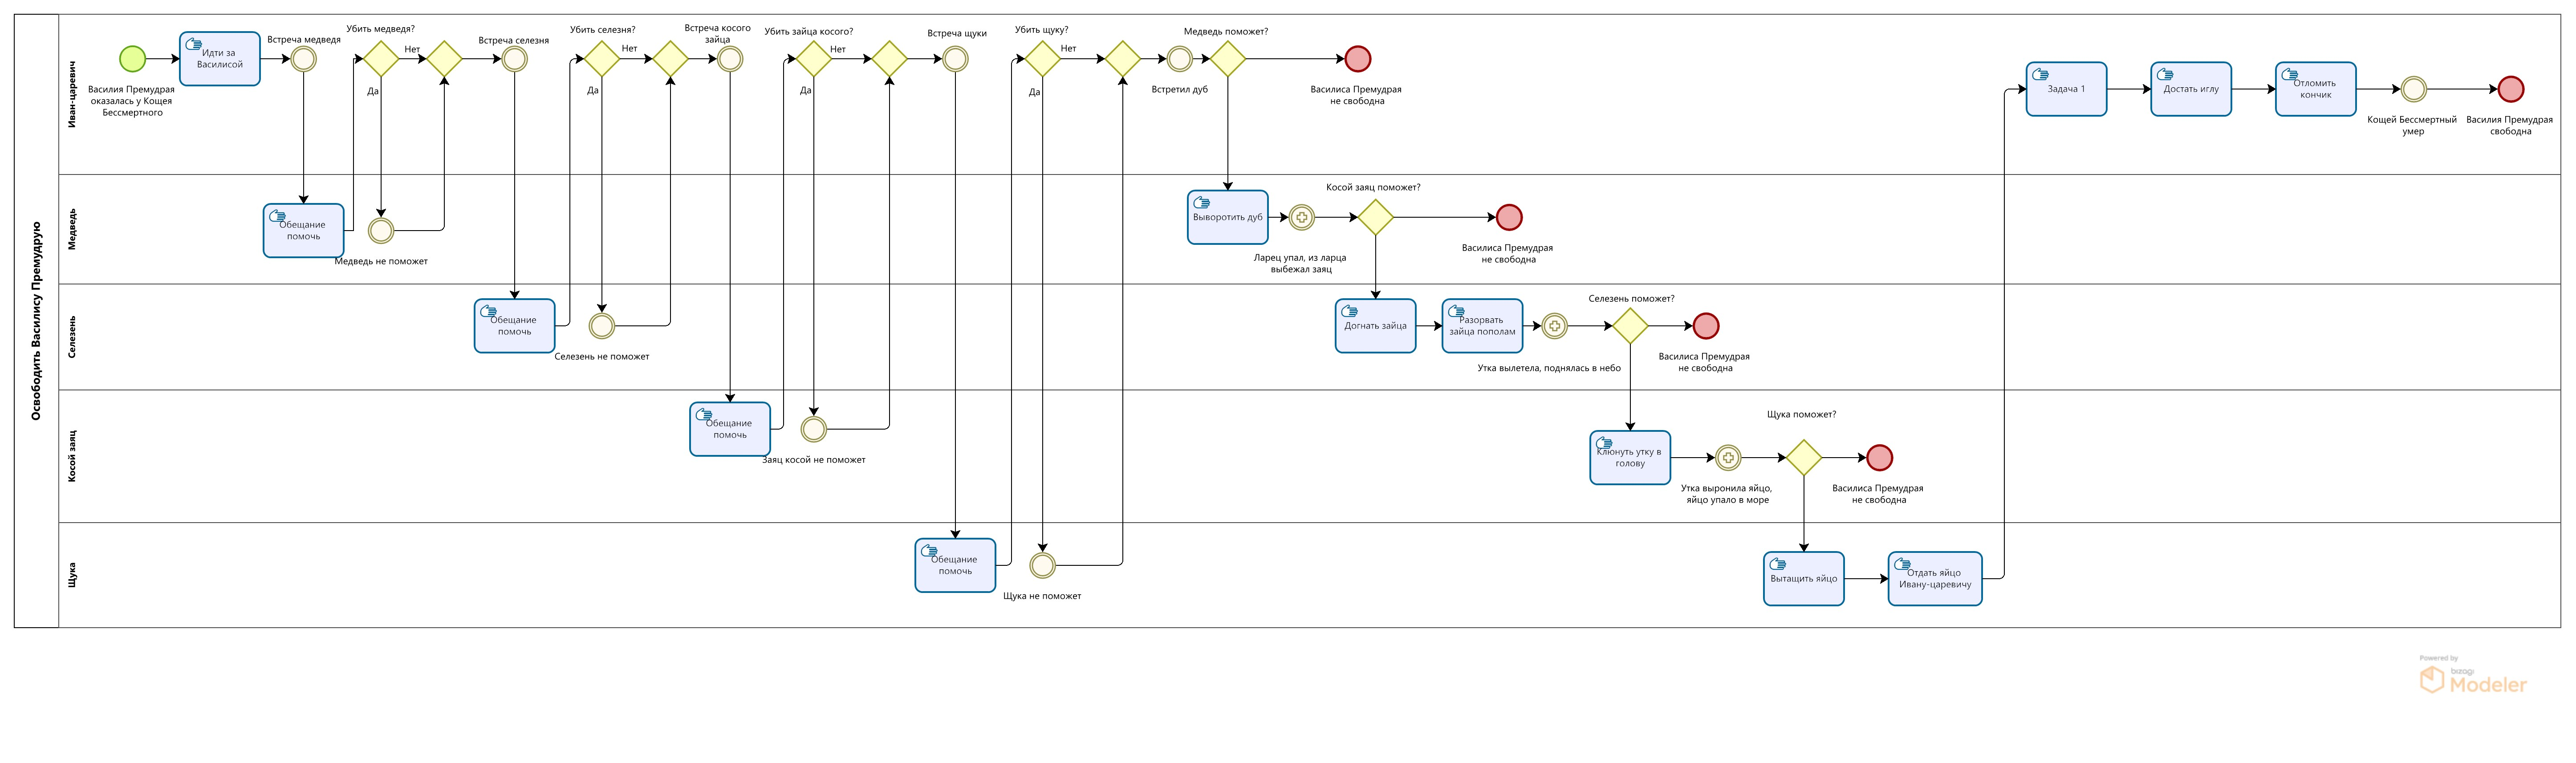 Освободить Василису Премудрую
Иван-царевич
Василия Премудрая
оказалась у Кощея
Бессмертного
Идти за
Василисой
Встреча медведя
Убить медведя?
Нет
Да
Встреча селезня
Убить селезня?
Нет
Да
Встреча косого
зайца
Убить зайца косого?
Нет
Да
Встреча щуки
Убить щуку?
Нет
Да
Встретил дуб
Медведь поможет?
Василиса Премудрая
не свободна
Задача 1
Достать иглу
Отломить
кончик
Кощей Бессмертный
умер
Василия Премудрая
свободна
Медведь
Обещание
помочь
Медведь не поможет
Выворотить дуб
Ларец упал, из ларца
выбежал заяц
Косой заяц поможет?
Василиса Премудрая
не свободна
Селезень
Обещание
помочь
Селезень не поможет
Догнать зайца
Разорвать
зайца пополам
Утка вылетела, поднялась в небо
Селезень поможет?
Василиса Премудрая
не свободна
Косой заяц
Обещание
помочь
Заяц косой не поможет
Клюнуть утку в
голову
Утка выронила яйцо,
яйцо упало в море
Щука поможет?
Василиса Премудрая
не свободна
Щука
Обещание
помочь
Щука не поможет
Вытащить яйцо
Отдать яйцо
Ивану-царевичу
Powered by
bizagi
Modeler